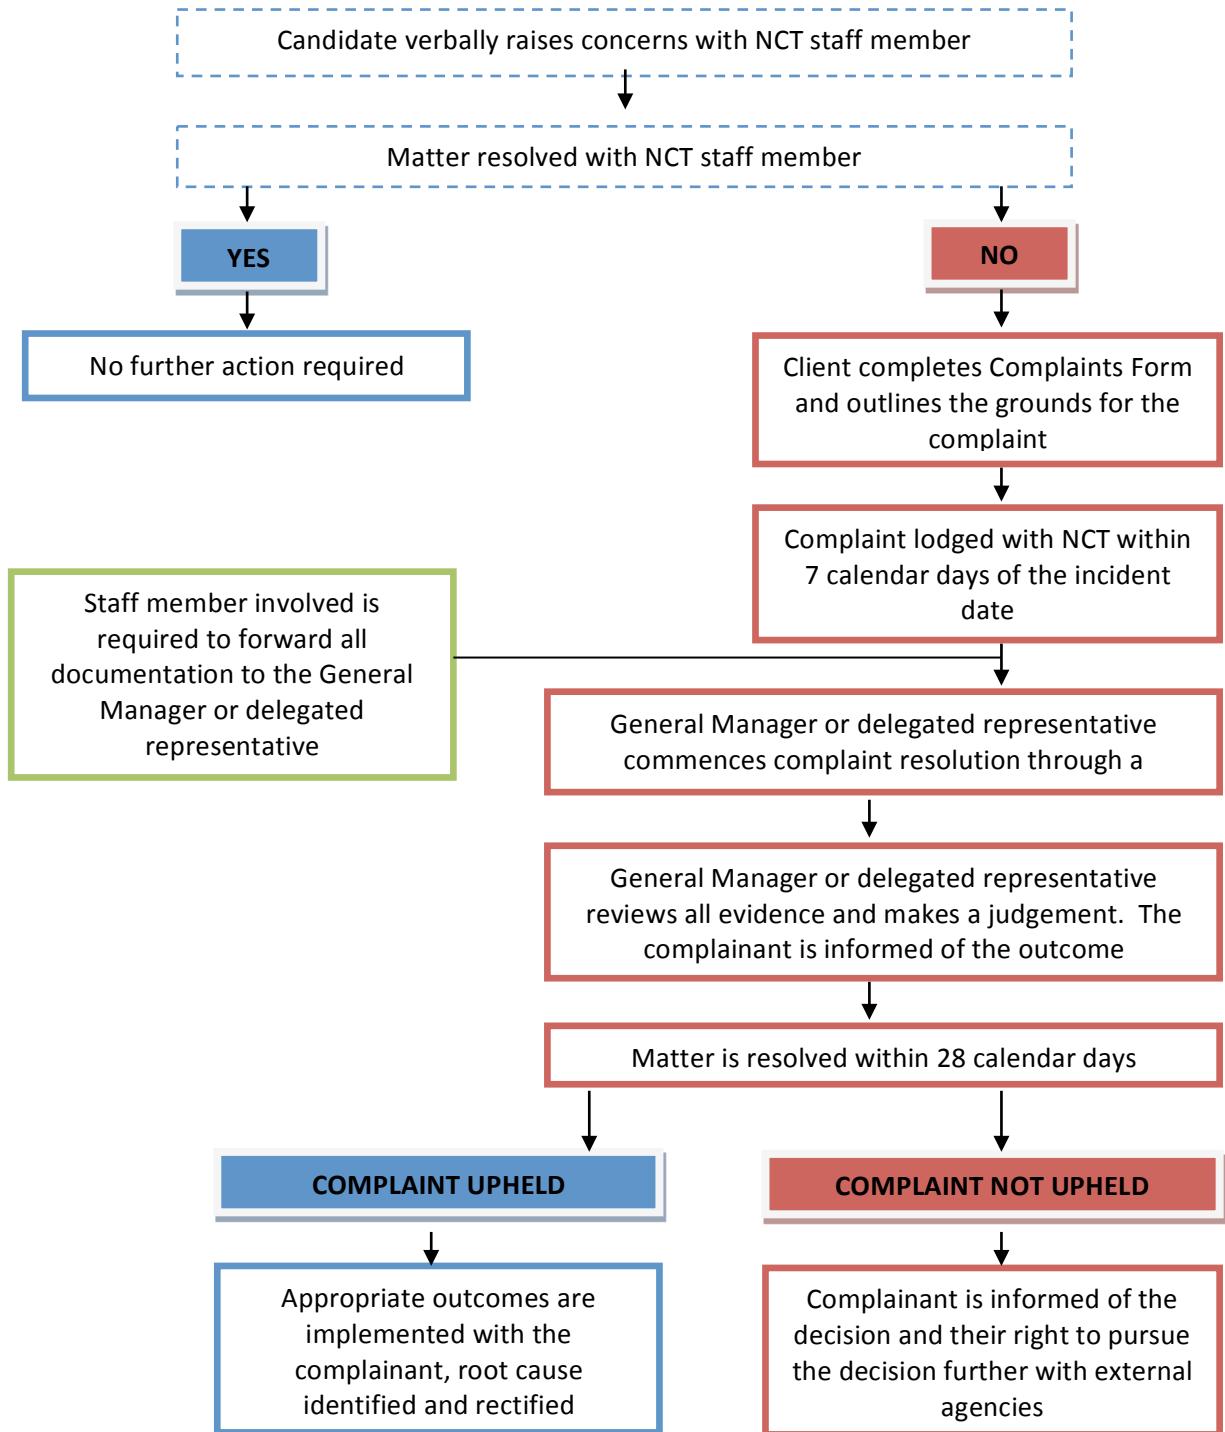 Candidate verbally raises concerns with NCT staff member
Matter resolved with NCT staff member
YES
NO
No further action required
Client completes Complaints Form
and outlines the grounds for the
complaint
Complaint lodged with NCT within
7 calendar days of the incident
date
Staff member involved is
required to forward all
documentation to the General
Manager or delegated
representative
General Manager or delegated representative
commences complaint resolution through a
General Manager or delegated representative
reviews all evidence and makes a judgement.  The
complainant is informed of the outcome
Matter is resolved within 28 calendar days
COMPLAINT UPHELD
COMPLAINT NOT UPHELD
Appropriate outcomes are
implemented with the
complainant, root cause
identified and rectified
Complainant is informed of the
decision and their right to pursue
the decision further with external
agencies